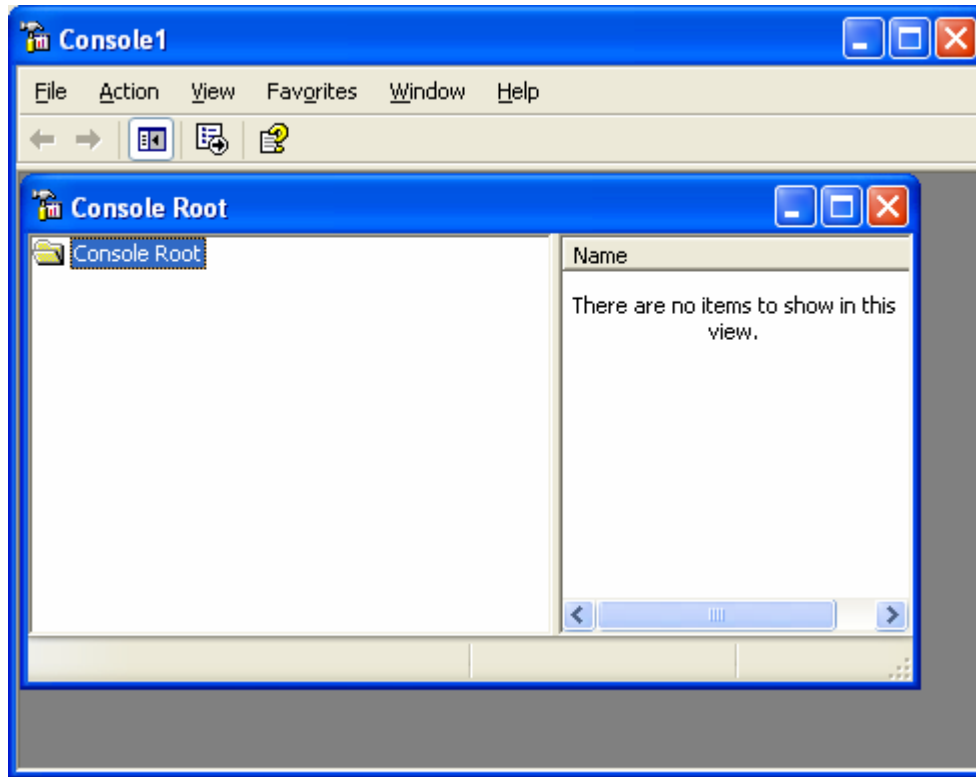 Console1
File Action View Favorites Window Help
Console Root
Console Root
Name
There are no items to show in this
view.